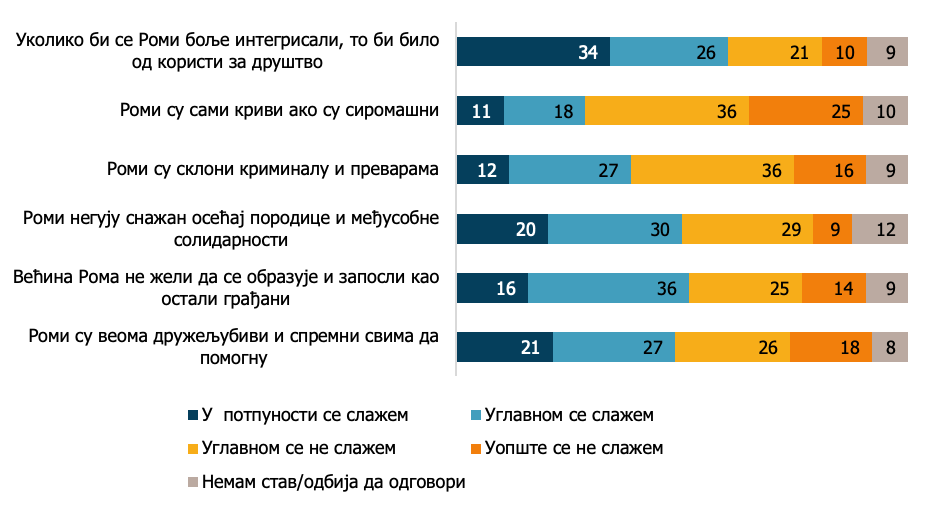 Уколико би се Роми боље интегрисали, то би било
од користи за друштво
34 26 21 10 9
Роми су сами криви ако су сиромашни
11 18 36 25 10
Роми су склони криминалу и преварама
12 27 36 16 9
Роми негују снажан осећај породице и међусобне
солидарности
20 30 29 9 12
Већина Рома не жели да се образује и запосли као
остали грађани
16 36 25 14 9
Роми су веома дружељубиви и спремни свима да
помогну
21 27 26 18 8
У потпуности се слажем
Углавном се слажем
Углавном се не слажем
Уопште се не слажем
Немам став/одбија да одговори